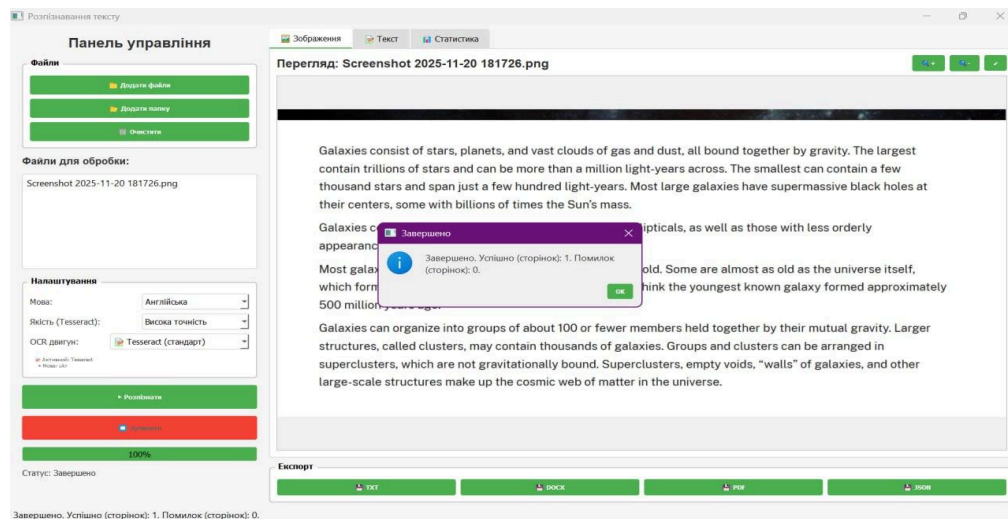 Розпізнавання тексту
Панель управління
Файли
Додати файли
Додати папку
Очистити
Файли для обробки:
Screenshot 2025-11-20 181726.png
Налаштування
Мова: Англійська
Якість (Tesseract): Висока точність
OCR двигун: Tesseract (стандарт)
Активний: Tesseract
Розпізнати
100%
Статус: Завершено
Завершено. Успішно (сторінок): 1. Помилок (сторінок): 0.
Зображення Текст Статистика
Перегляд: Screenshot 2025-11-20 181726.png
Galaxies consist of stars, planets, and vast clouds of gas and dust, all bound together by gravity. The largest
contain trillions of stars and can be more than a million light-years across. The smallest can contain a few
thousand stars and span just a few hundred light-years. Most large galaxies have supermassive black holes at
their centers, some with billions of times the Sun's mass.
Galaxies ipticals, as well as those with less orderly
appearanc
Most galax old. Some are almost as old as the universe itself,
which form hink the youngest known galaxy formed approximately
500 million
Galaxies can organize into groups of about 100 or fewer members held together by their mutual gravity. Larger
structures, called clusters, may contain thousands of galaxies. Groups and clusters can be arranged in
superclusters, which are not gravitationally bound. Superclusters, empty voids, “walls” of galaxies, and other
large-scale structures make up the cosmic web of matter in the universe.
Завершено
Завершено. Успішно (сторінок): 1. Помилок
(сторінок): 0.
OK
Експорт
TXT DOCX PDF JSON